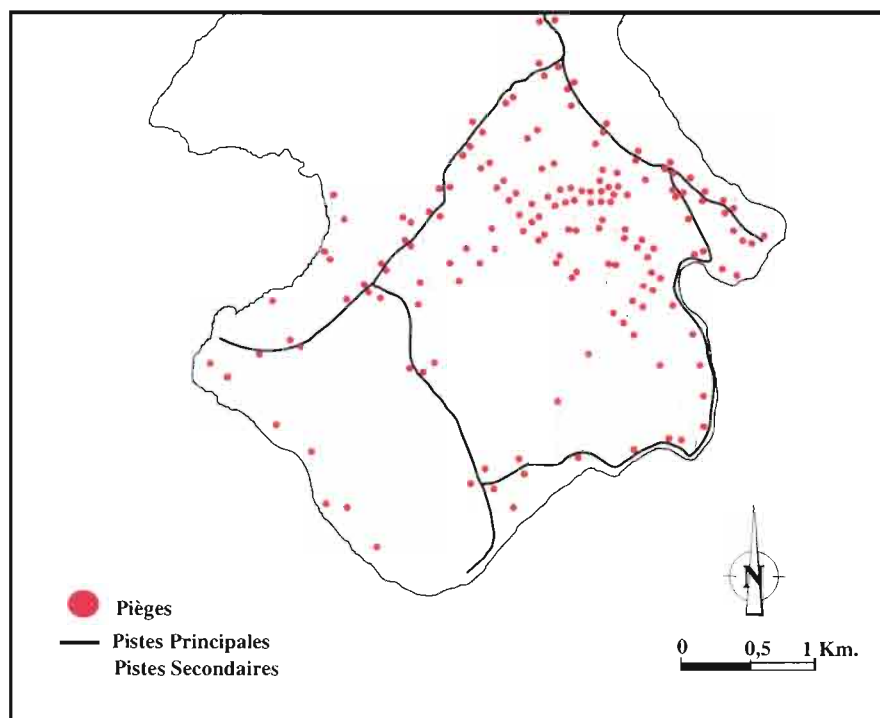 N
Pièges
Pistes Principales
Pistes Secondaires
0 0,5 1 Km.